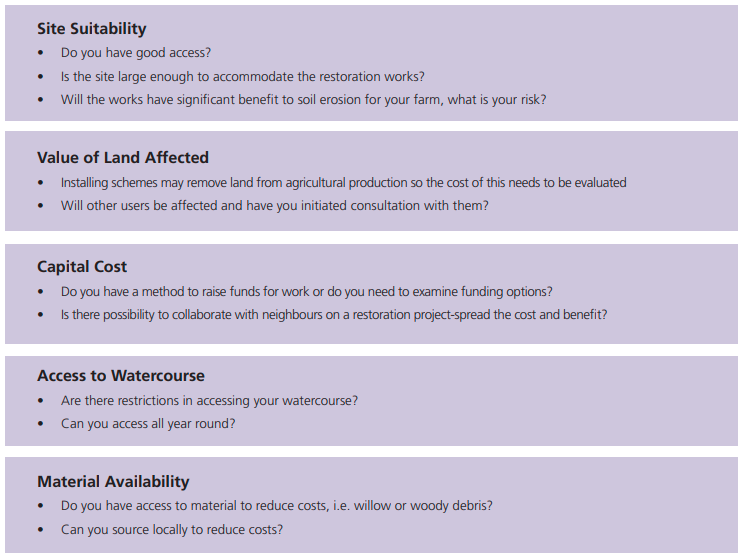 Site Suitability
• Do you have good access?
• Is the site large enough to accommodate the restoration works?
• Will the works have significant benefit to soil erosion for your farm, what is your risk?
Value of Land Affected
• Installing schemes may remove land from agricultural production so the cost of this needs to be evaluated
• Will other users be affected and have you initiated consultation with them?
Capital Cost
• Do you have a method to raise funds for work or do you need to examine funding options?
• Is there possibility to collaborate with neighbours on a restoration project-spread the cost and benefit?
Access to Watercourse
• Are there restrictions in accessing your watercourse?
• Can you access all year round?
Material Availability
• Do you have access to material to reduce costs, i.e. willow or woody debris?
• Can you source locally to reduce costs?